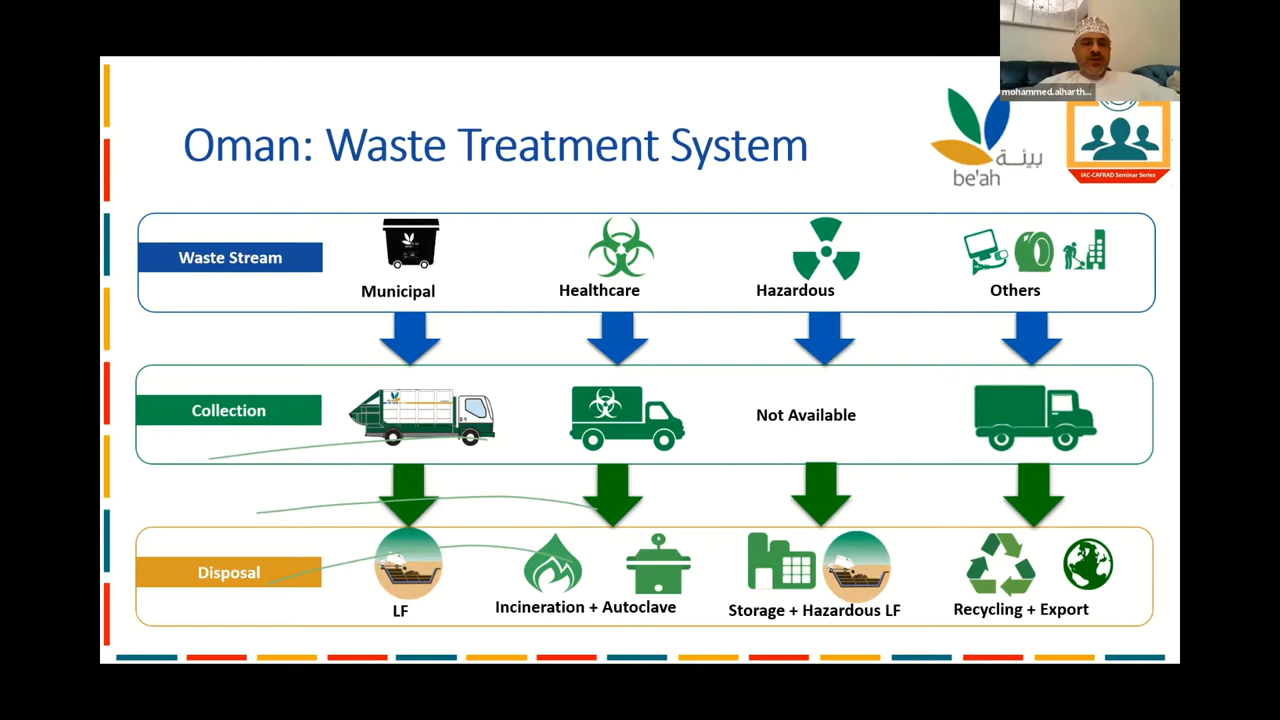 mohammed.alharth...
Oman: Waste Treatment System
بيئة
be'ah
IAC-CAFRAD Seminar Series
Waste Stream
Municipal
Healthcare
Hazardous
Others
Collection
Not Available
Disposal
LF
Incineration + Autoclave
Storage + Hazardous LF
Recycling + Export